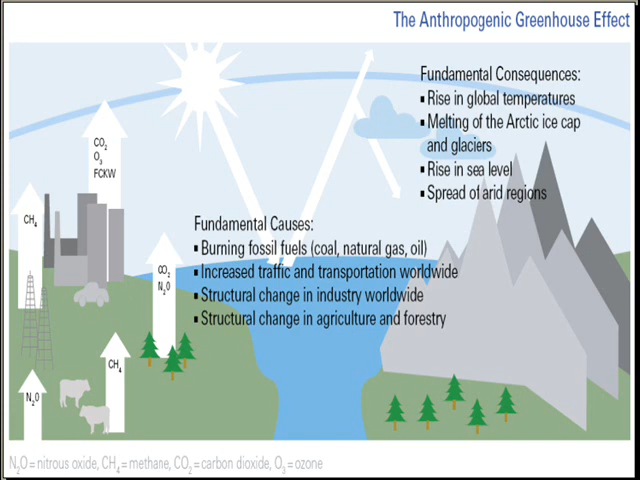 The Anthropogenic Greenhouse Effect
Fundamental Consequences:
▪ Rise in global temperatures
▪ Melting of the Arctic ice cap
and glaciers
▪ Rise in sea level
▪ Spread of arid regions
CO₂
O₃
FCKW
CH₄
Fundamental Causes:
▪ Burning fossil fuels (coal, natural gas, oil)
▪ Increased traffic and transportation worldwide
▪ Structural change in industry worldwide
▪ Structural change in agriculture and forestry
CO₂
N₂O
CH₄
N₂O
N₂O = nitrous oxide, CH₄ = methane, CO₂ = carbon dioxide, O₃ = ozone